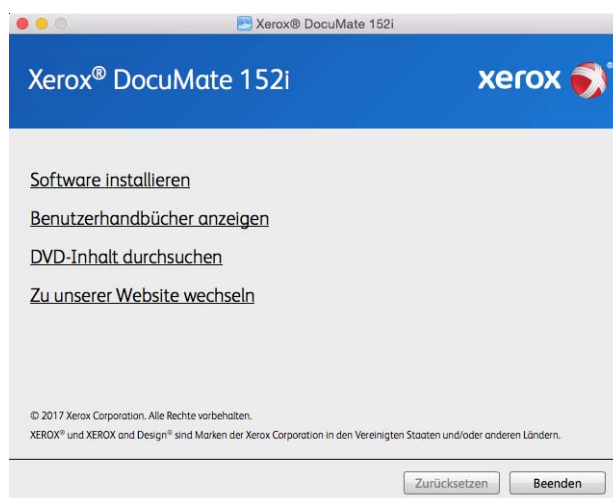 Xerox® DocuMate 152i
Xerox® DocuMate 152i
xerox ®
Software installieren
Benutzerhandbücher anzeigen
DVD-Inhalt durchsuchen
Zu unserer Website wechseln
© 2017 Xerox Corporation. Alle Rechte vorbehalten.
XEROX® und XEROX and Design® sind Marken der Xerox Corporation in den Vereinigten Staaten und/oder anderen Ländern.
Zurücksetzen
Beenden